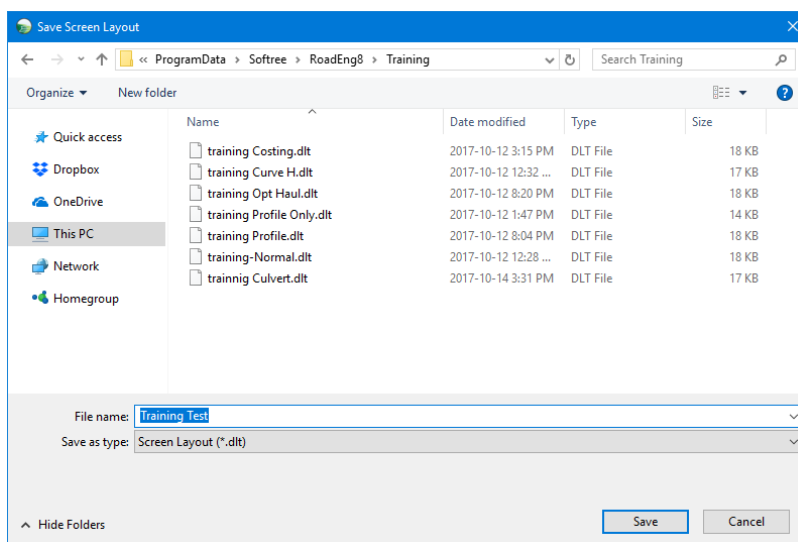 Save Screen Layout
« ProgramData > Softree > RoadEng8 > Training
Search Training
Organize New folder
Name Date modified Type Size
Quick access
Dropbox
OneDrive
This PC
Network
Homegroup
training Costing.dlt 2017-10-12 3:15 PM DLT File 18 KB
training Curve H.dlt 2017-10-12 12:32 ... DLT File 17 KB
training Opt Haul.dlt 2017-10-12 8:20 PM DLT File 18 KB
training Profile Only.dlt 2017-10-12 1:47 PM DLT File 14 KB
training Profile.dlt 2017-10-12 8:04 PM DLT File 18 KB
training-Normal.dlt 2017-10-12 12:28 ... DLT File 18 KB
trainnig Culvert.dlt 2017-10-14 3:31 PM DLT File 17 KB
File name: Training Test
Save as type: Screen Layout (*.dlt)
Hide Folders
Save Cancel